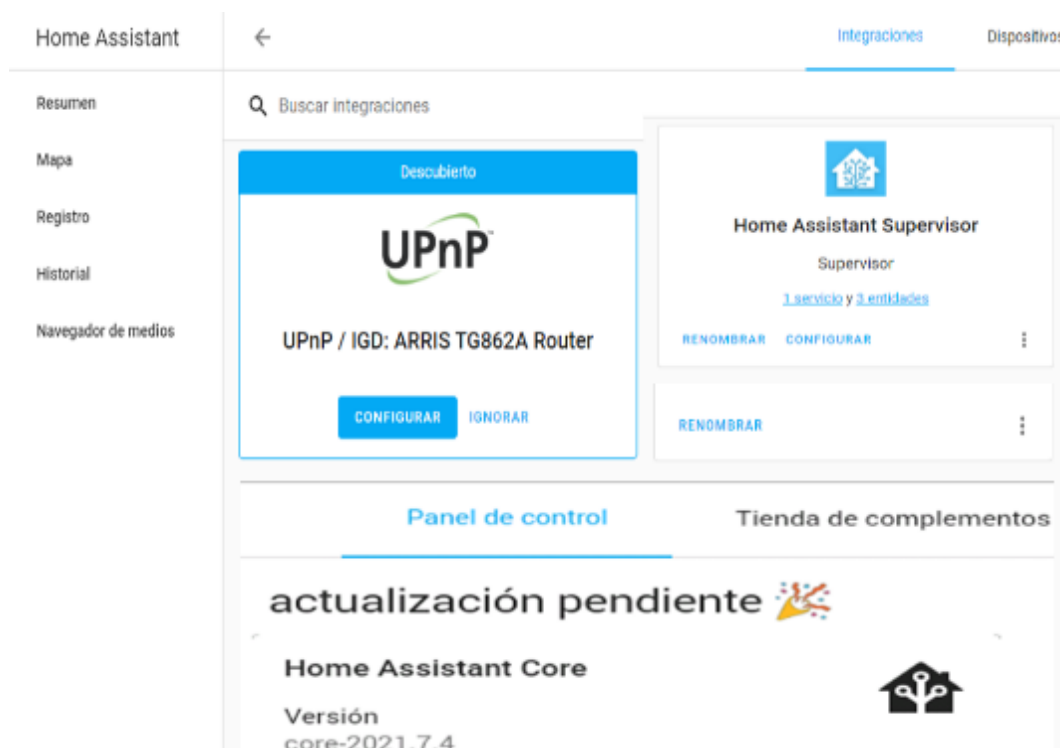 Home Assistant
Integraciones
Dispositivos
Resumen
Mapa
Registro
Historial
Navegador de medios
Buscar integraciones
Descubierto
UPnP
UPnP / IGD: ARRIS TG862A Router
CONFIGURAR IGNORAR
Home Assistant Supervisor
Supervisor
1 servicio y 3 entidades
RENOMBRAR CONFIGURAR
RENOMBRAR
Panel de control
Tienda de complementos
actualización pendiente 🎉
Home Assistant Core
Versión
core-2021.7.4